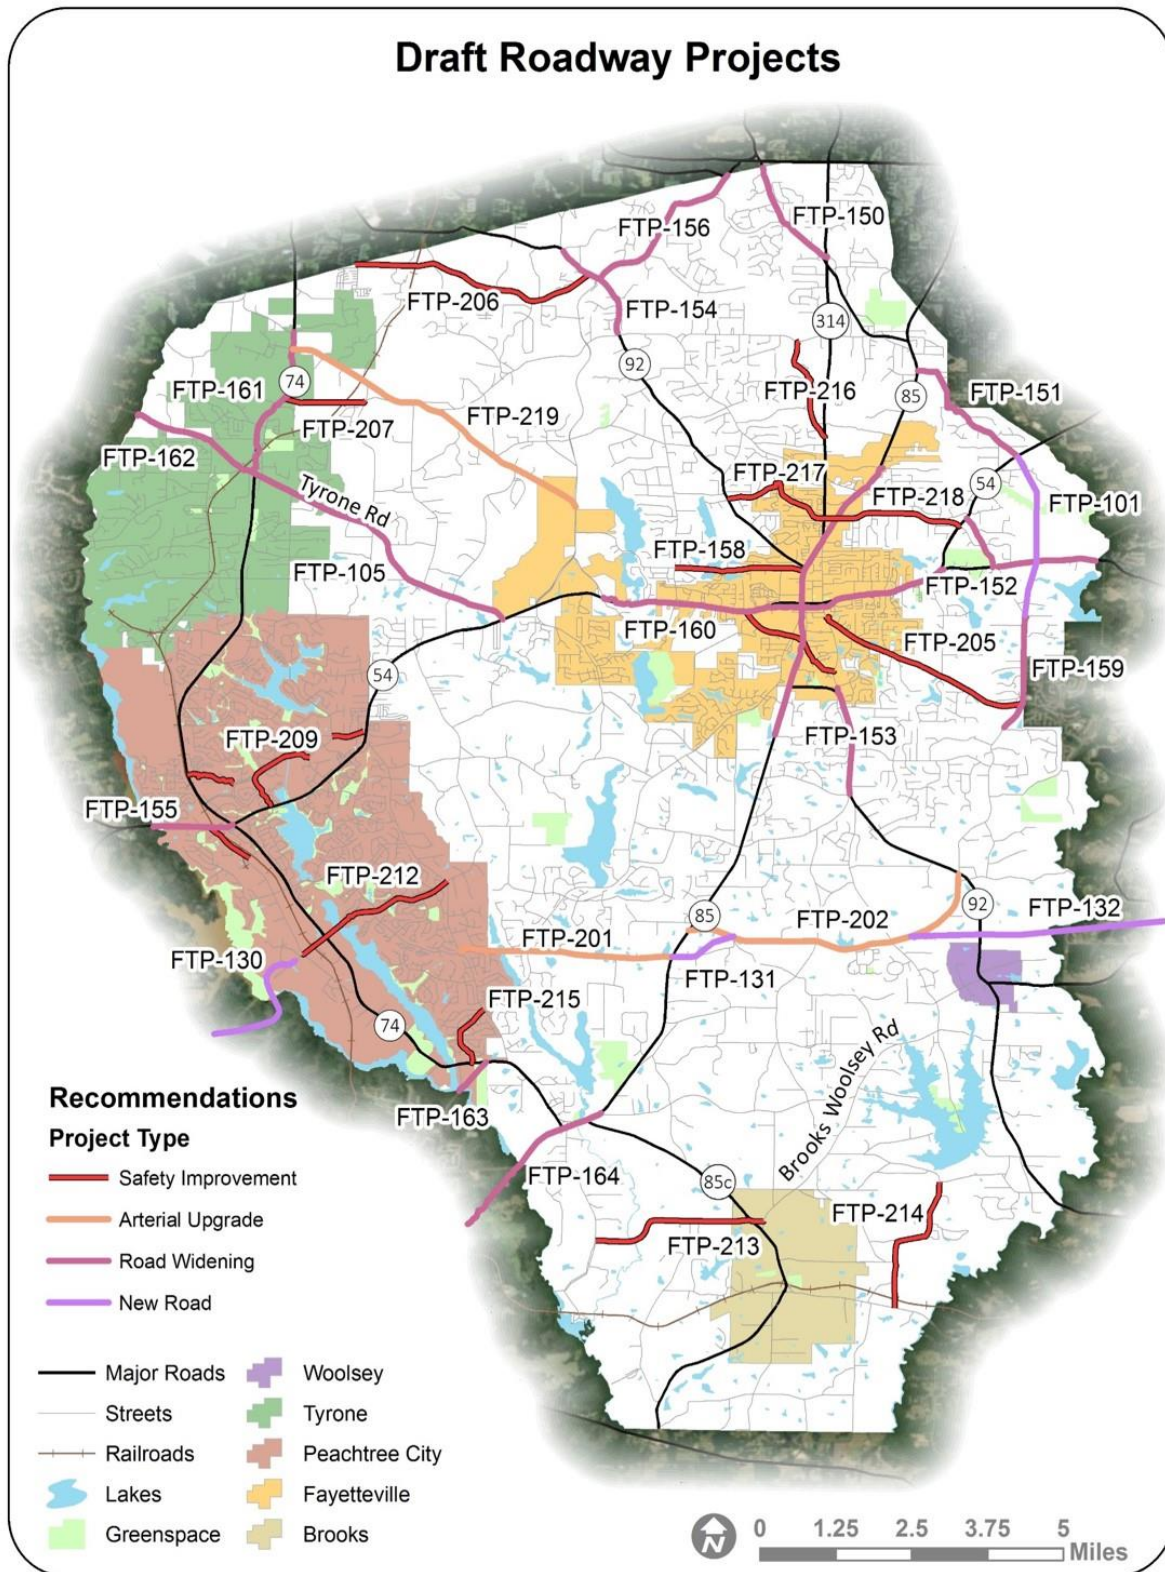 Draft Roadway Projects
FTP-150
FTP-156
FTP-206
FTP-154
314
92
FTP-161
74
FTP-216
85
FTP-151
FTP-207
FTP-219
FTP-162
FTP-217
54
FTP-218
FTP-101
Tyrone Rd
FTP-158
FTP-105
FTP-152
FTP-160
FTP-205
54
FTP-159
FTP-209
FTP-153
FTP-155
FTP-212
92
85
FTP-202
FTP-132
FTP-201
FTP-130
FTP-131
FTP-215
74
Brooks Woolsey Rd
FTP-163
FTP-164
85c
FTP-214
FTP-213
Recommendations
Project Type
Safety Improvement
Arterial Upgrade
Road Widening
New Road
Major Roads
Streets
Railroads
Lakes
Greenspace
Woolsey
Tyrone
Peachtree City
Fayetteville
Brooks
N
0 1.25 2.5 3.75 5
Miles